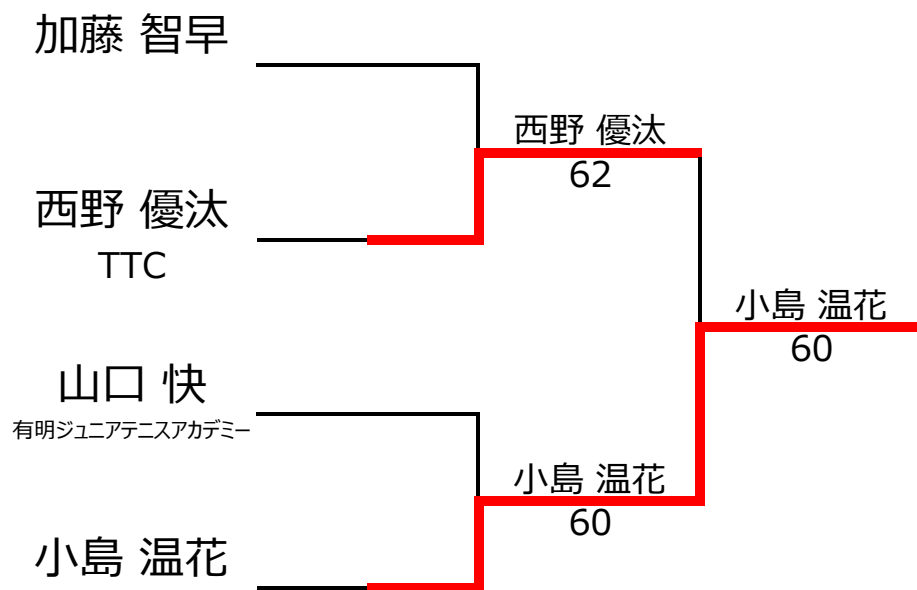 加藤 智早
西野 優汰
TTC
山口 快
有明ジュニアテニスアカデミー
小島 温花
西野 優汰
62
小島 温花
60
小島 温花
60